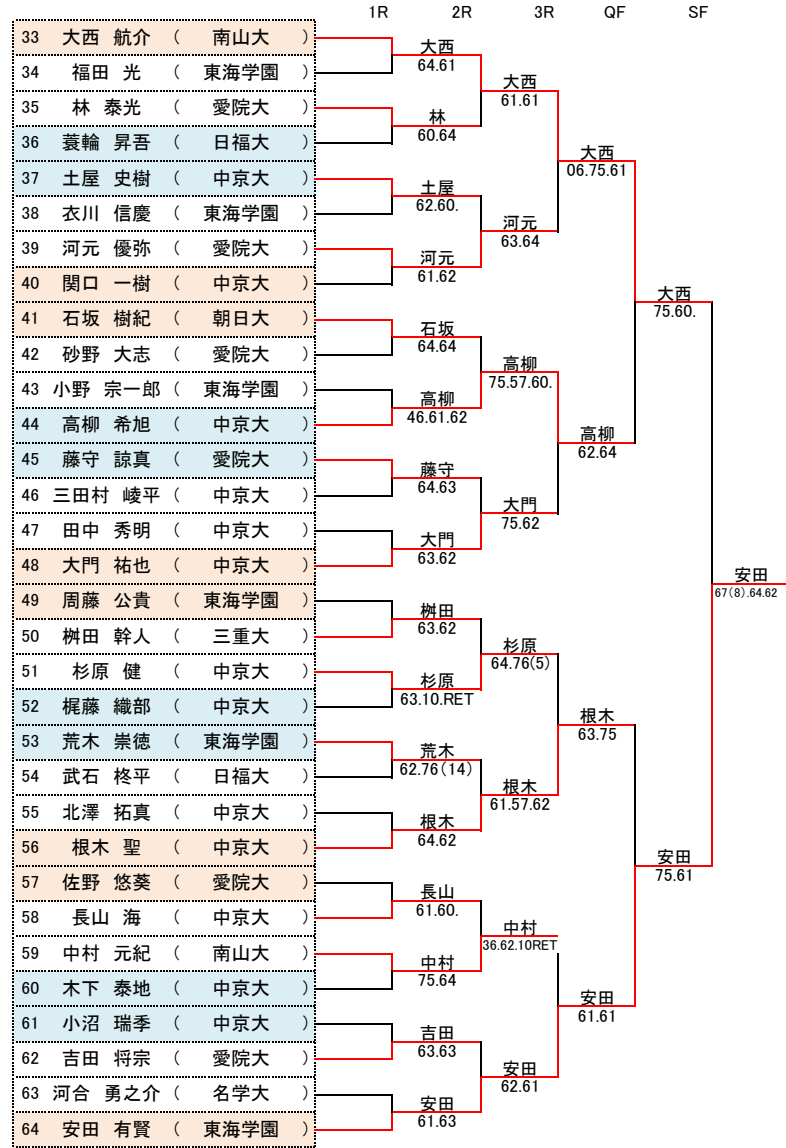 1R 2R 3R QF SF
33 大西 航介 ( 南山大 )
大西
64.61
34 福田 光 ( 東海学園 )
大西
61.61
35 林 泰光 ( 愛院大 )
林
60.64
36 蓑輪 昇吾 ( 日福大 )
大西
06.75.61
37 土屋 史樹 ( 中京大 )
土屋
62.60.
38 衣川 信慶 ( 東海学園 )
河元
63.64
39 河元 優弥 ( 愛院大 )
河元
61.62
40 関口 一樹 ( 中京大 )
大西
75.60.
41 石坂 樹紀 ( 朝日大 )
石坂
64.64
42 砂野 大志 ( 愛院大 )
高柳
75.57.60.
43 小野 宗一郎 ( 東海学園 )
高柳
46.61.62
44 高柳 希旭 ( 中京大 )
高柳
62.64
45 藤守 諒真 ( 愛院大 )
藤守
64.63
46 三田村 崚平 ( 中京大 )
大門
75.62
47 田中 秀明 ( 中京大 )
大門
63.62
48 大門 祐也 ( 中京大 )
安田
67(8).64.62
49 周藤 公貴 ( 東海学園 )
桝田
63.62
50 桝田 幹人 ( 三重大 )
杉原
64.76(5)
51 杉原 健 ( 中京大 )
杉原
63.10.RET
52 梶藤 織部 ( 中京大 )
根木
63.75
53 荒木 崇徳 ( 東海学園 )
荒木
62.76(14)
54 武石 柊平 ( 日福大 )
根木
61.57.62
55 北澤 拓真 ( 中京大 )
根木
64.62
56 根木 聖 ( 中京大 )
安田
75.61
57 佐野 悠葵 ( 愛院大 )
長山
61.60.
58 長山 海 ( 中京大 )
中村
36.62.10RET
59 中村 元紀 ( 南山大 )
中村
75.64
60 木下 泰地 ( 中京大 )
安田
61.61
61 小沼 瑞季 ( 中京大 )
吉田
63.63
62 吉田 将宗 ( 愛院大 )
安田
62.61
63 河合 勇之介 ( 名学大 )
安田
61.63
64 安田 有賢 ( 東海学園 )